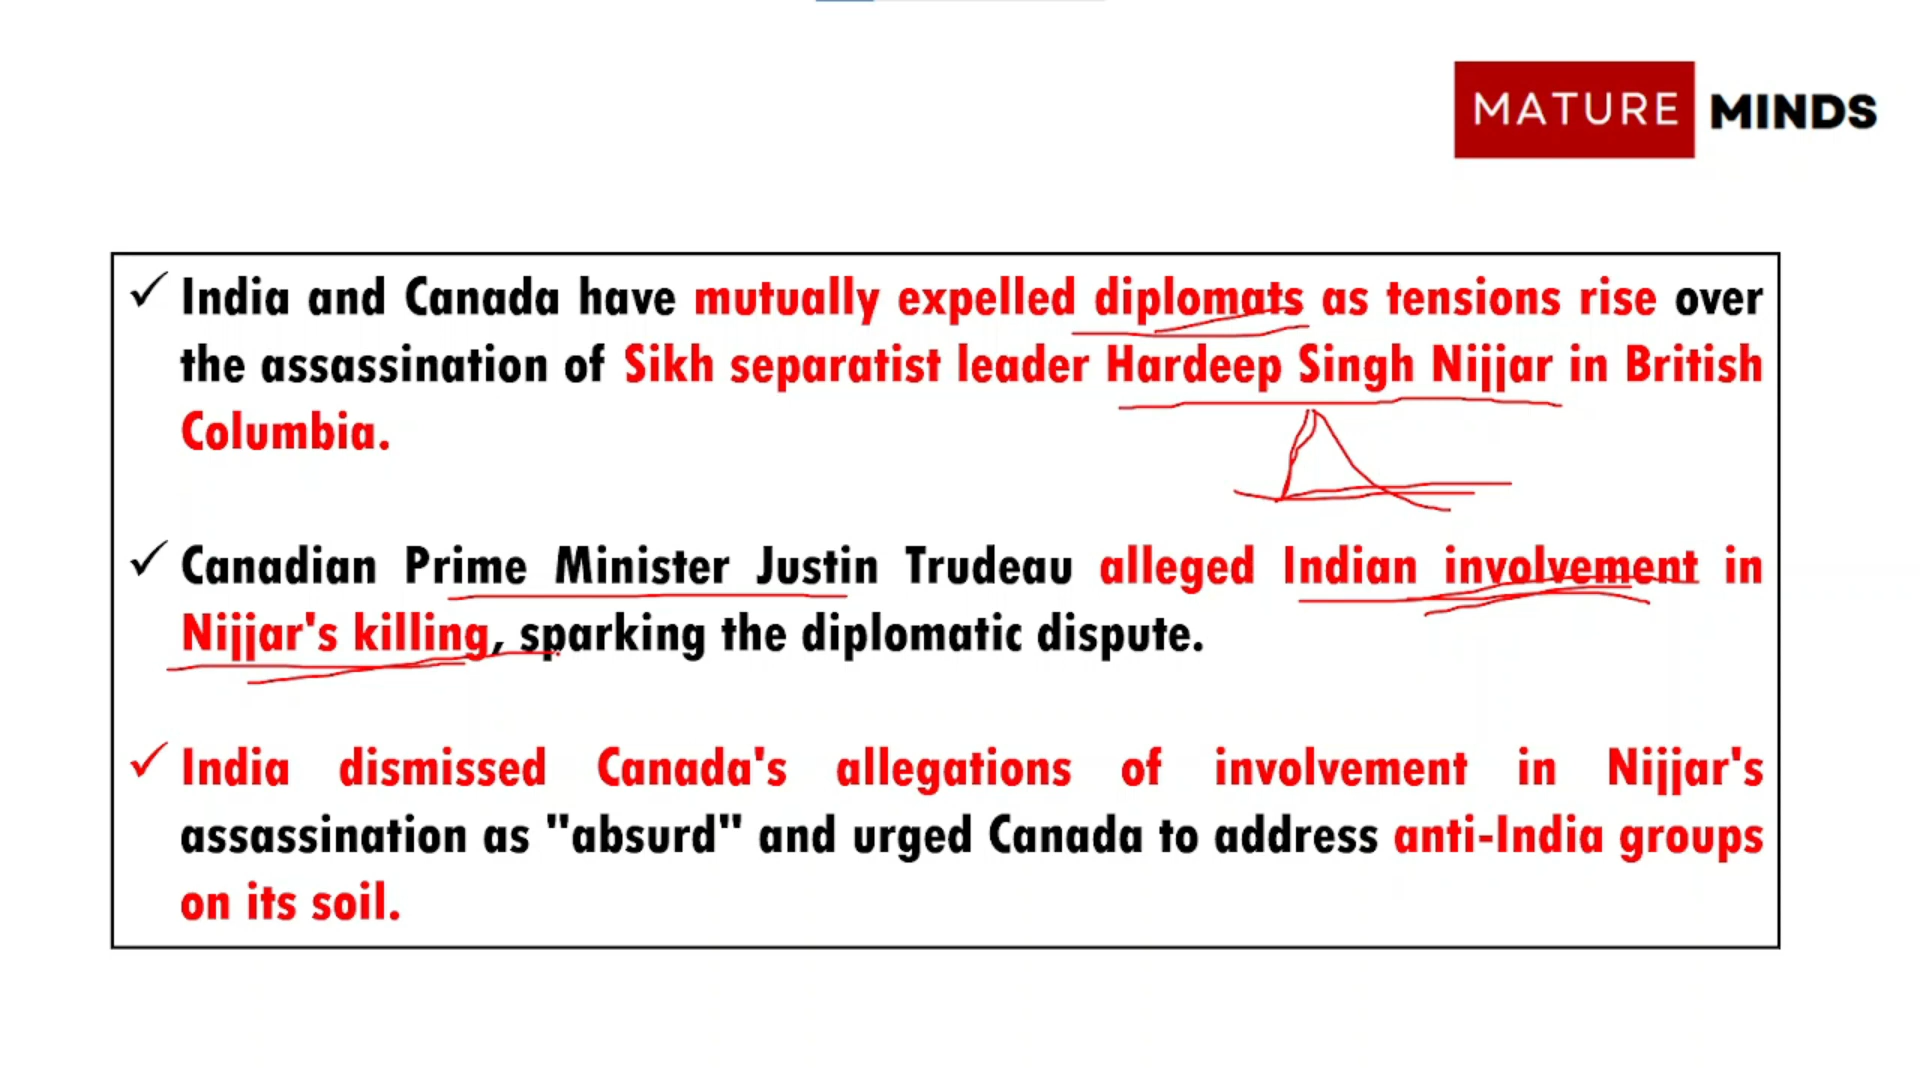 MATURE MINDS
✓ India and Canada have mutually expelled diplomats as tensions rise over
the assassination of Sikh separatist leader Hardeep Singh Nijjar in British
Columbia.
✓ Canadian Prime Minister Justin Trudeau alleged Indian involvement in
Nijjar's killing, sparking the diplomatic dispute.
✓ India dismissed Canada's allegations of involvement in Nijjar's
assassination as "absurd" and urged Canada to address anti-India groups
on its soil.